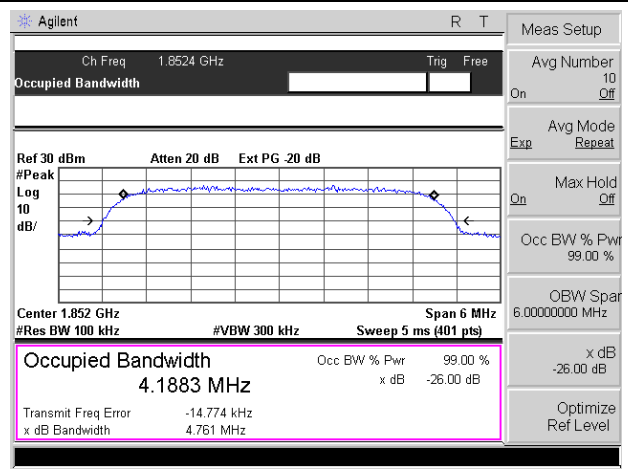 Agilent
R T
Ch Freq 1.8524 GHz Trig Free
Occupied Bandwidth
Ref 30 dBm Atten 20 dB Ext PG -20 dB
#Peak
Log
10
dB/
Center 1.852 GHz Span 6 MHz
#Res BW 100 kHz #VBW 300 kHz Sweep 5 ms (401 pts)
Occupied Bandwidth
4.1883 MHz
Occ BW % Pwr 99.00 %
x dB -26.00 dB
Transmit Freq Error -14.774 kHz
x dB Bandwidth 4.761 MHz
Meas Setup
Avg Number
10
On Off
Avg Mode
Exp Repeat
Max Hold
On Off
Occ BW % Pwr
99.00 %
OBW Span
6.00000000 MHz
x dB
-26.00 dB
Optimize
Ref Level